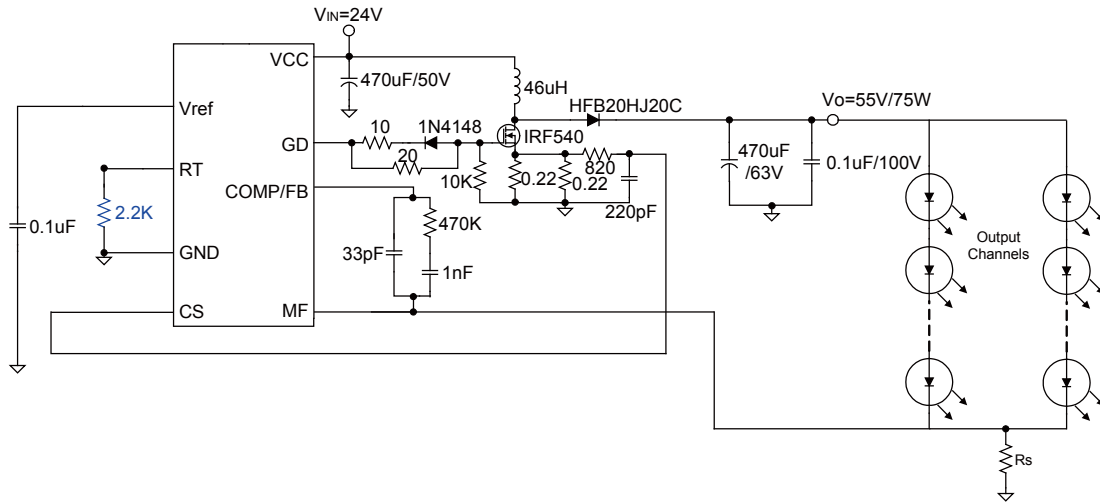 VIN=24V
VCC
470uF/50V
46uH
HFB20HJ20C
Vo=55V/75W
Vref
GD
10
1N4148
IRF540
20
10K
0.22
0.22
820
220pF
470uF
/63V
0.1uF/100V
RT
COMP/FB
2.2K
0.1uF
470K
33pF
1nF
GND
CS
MF
Output
Channels
Rs